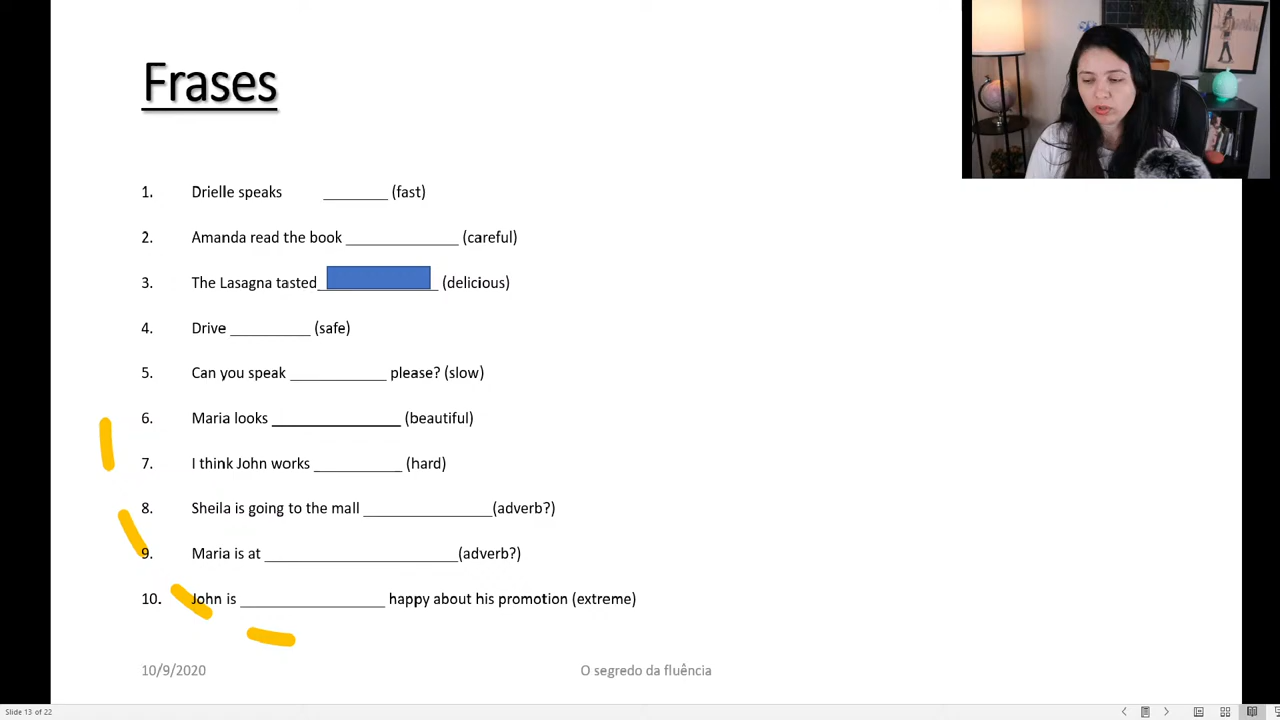 Frases
1. Drielle speaks ________ (fast)
2. Amanda read the book ______________ (careful)
3. The Lasagna tasted_______________ (delicious)
4. Drive __________ (safe)
5. Can you speak ____________ please? (slow)
6. Maria looks ________________ (beautiful)
7. I think John works ___________ (hard)
8. Sheila is going to the mall ________________(adverb?)
9. Maria is at ________________________(adverb?)
10. John is __________________ happy about his promotion (extreme)
10/9/2020 O segredo da fluência
Slide 13 of 22